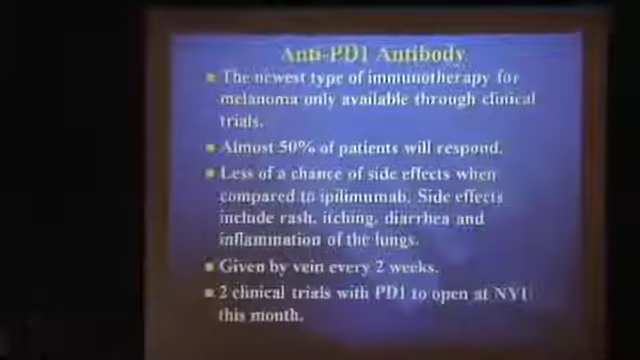 Anti-PD1 Antibody
The newest type of immunotherapy for
melanoma only available through clinical
trials.
Almost 50% of patients will respond.
Less of a chance of side effects when
compared to ipilimumab. Side effects
include rash, itching, diarrhea and
inflammation of the lungs.
Given by vein every 2 weeks.
2 clinical trials with PD1 to open at NYU
this month.